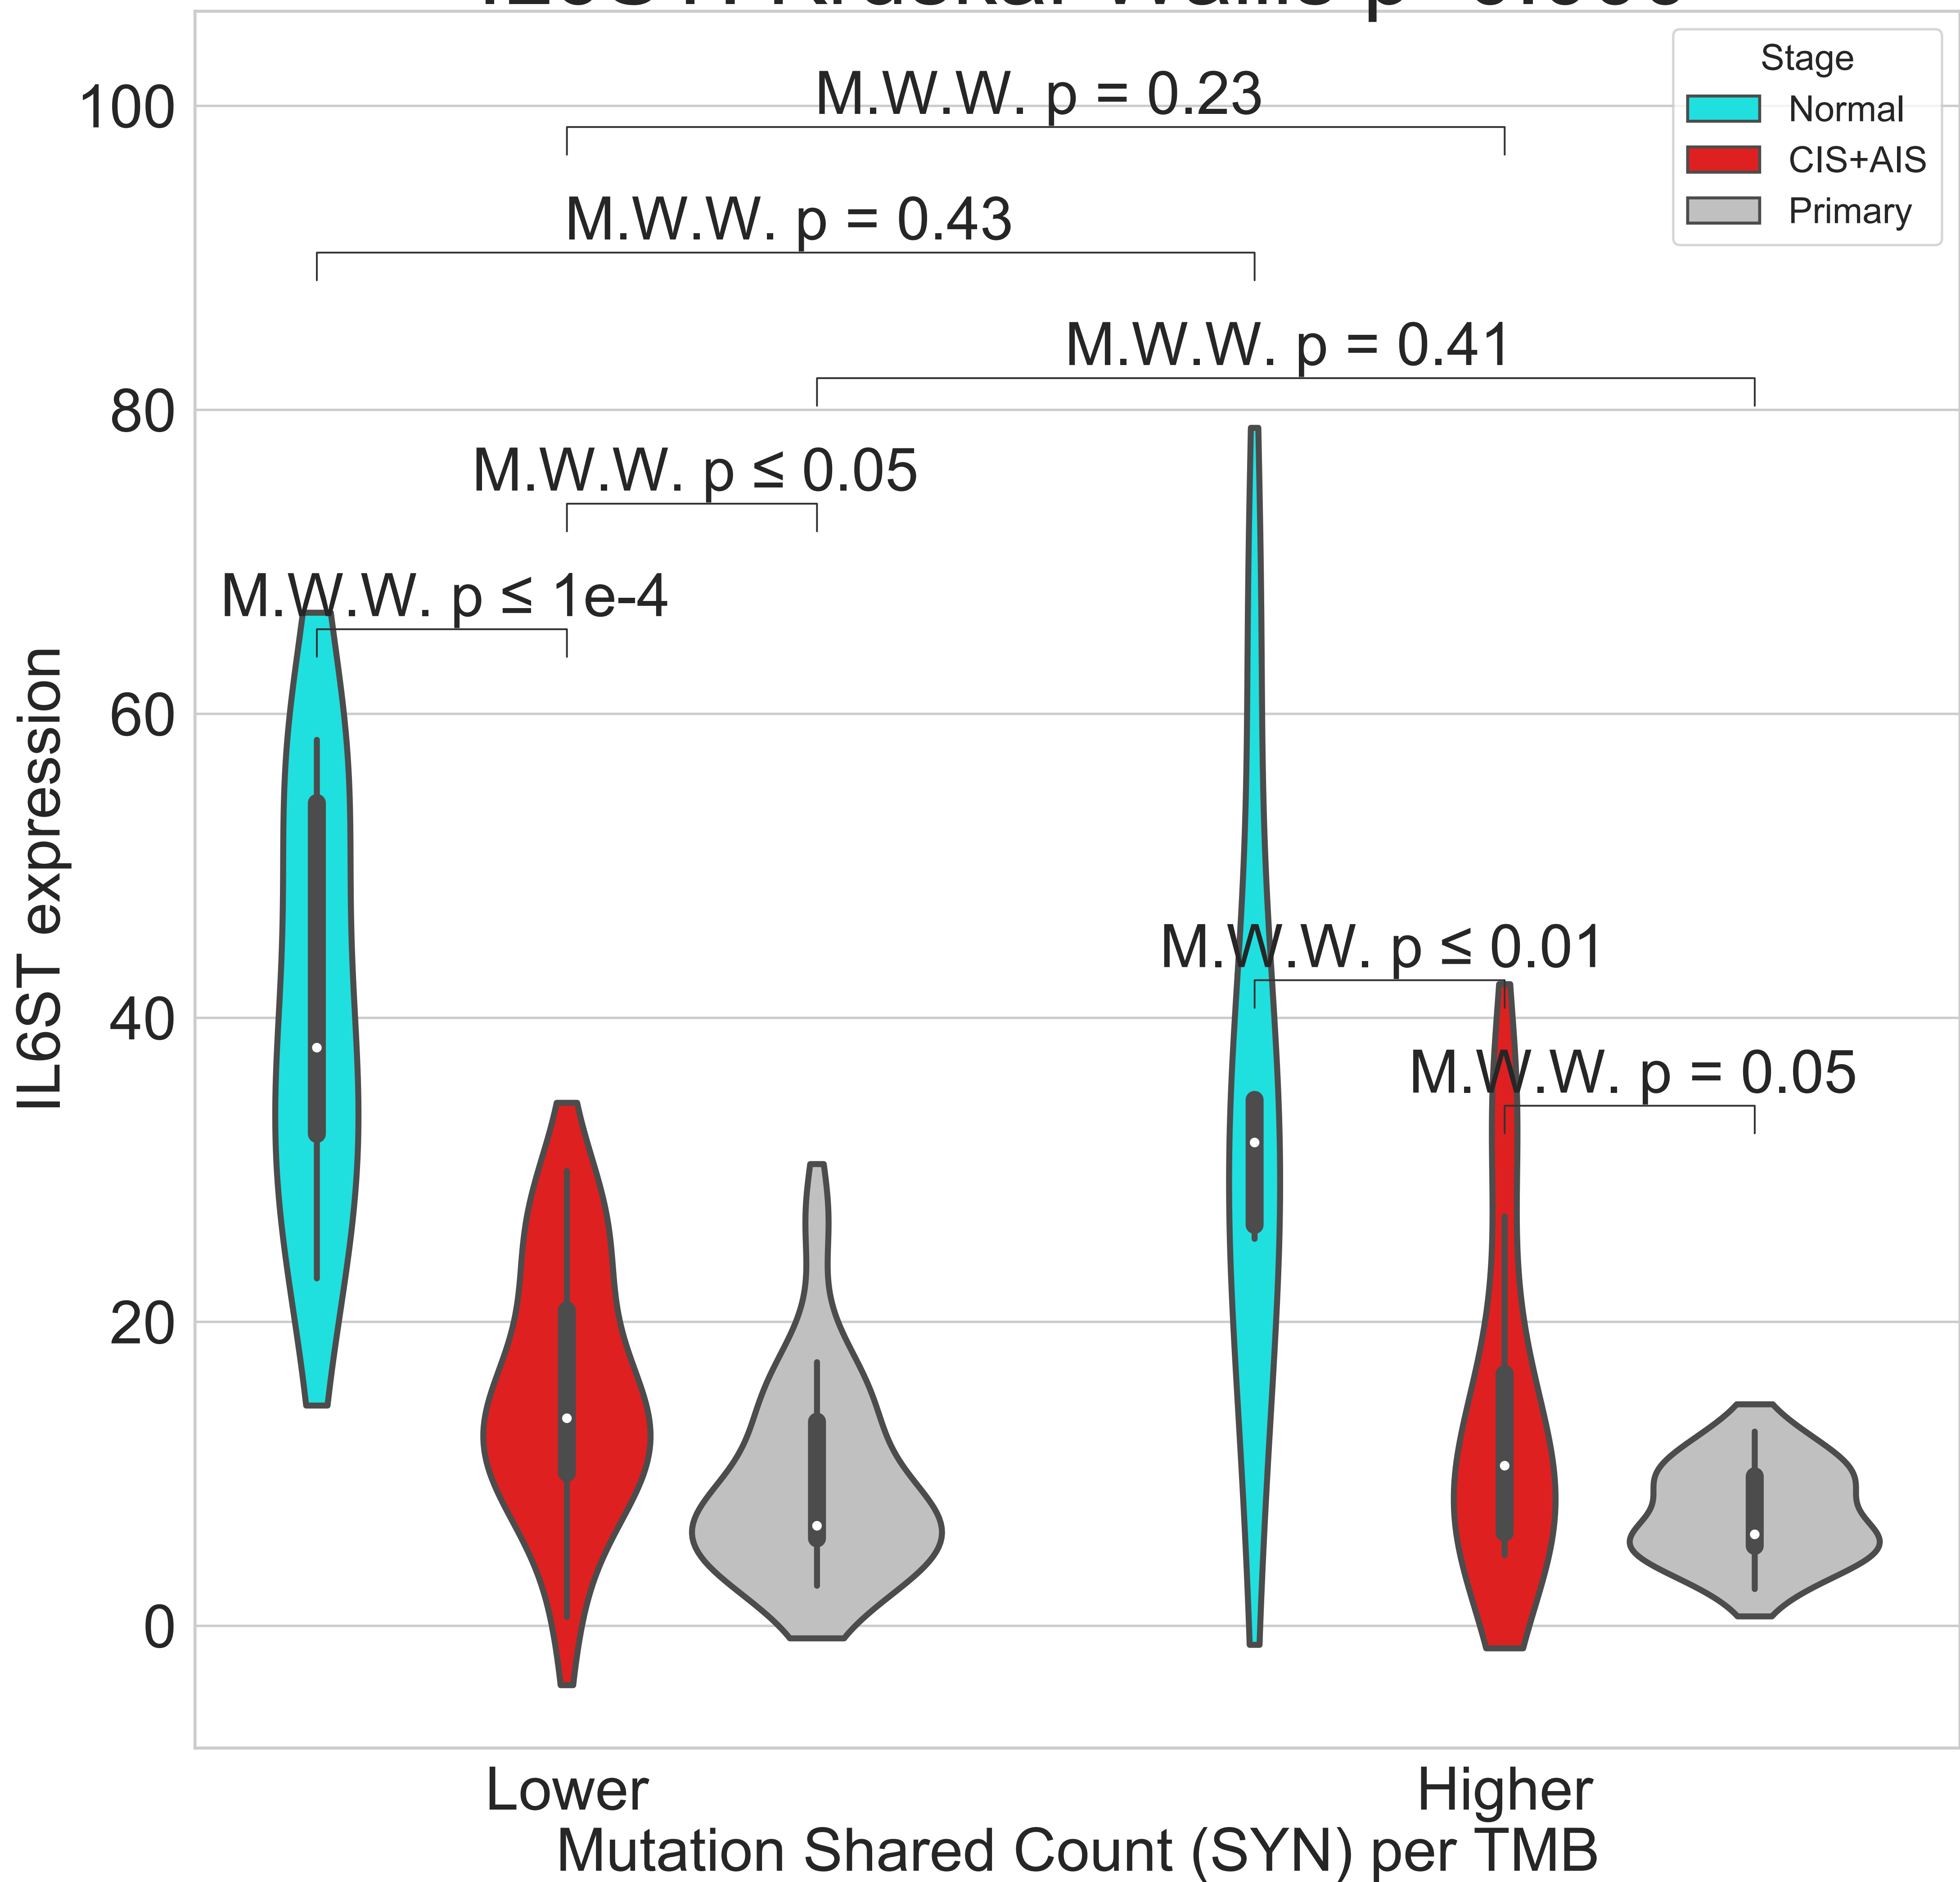 Stage
Normal
CIS+AIS
Primary
M.W.W. p = 0.23
M.W.W. p = 0.43
M.W.W. p = 0.41
M.W.W. p ≤ 0.05
M.W.W. p ≤ 1e-4
M.W.W. p ≤ 0.01
M.W.W. p = 0.05
100
80
60
40
20
0
IL6ST expression
Lower
Higher
Mutation Shared Count (SYN) per TMB